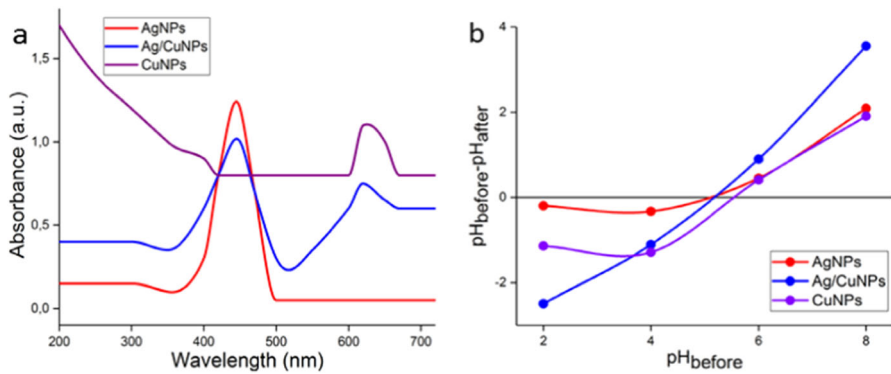 a
AgNPs
Ag/CuNPs
CuNPs
1,5
1,0
0,5
0,0
Absorbance (a.u.)
200 300 400 500 600 700
Wavelength (nm)
b
4
2
0
-2
pHbefore-pHafter
AgNPs
Ag/CuNPs
CuNPs
2 4 6 8
pHbefore